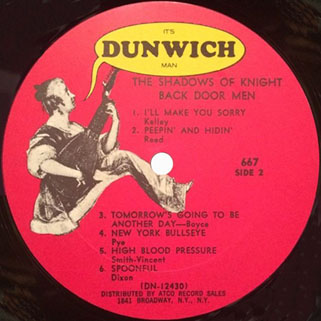 IT'S
DUNWICH
MAN
THE SHADOWS OF KNIGHT
BACK DOOR MEN
1. I'LL MAKE YOU SORRY
Kelley
2. PEEPIN' AND HIDIN'
Reed
667
SIDE 2
3. TOMORROW'S GOING TO BE
ANOTHER DAY—Boyce
4. NEW YORK BULLSEYE
Pye
5. HIGH BLOOD PRESSURE
Smith-Vincent
6. SPOONFUL
Dixon
(DN-12430)
DISTRIBUTED BY ATCO RECORD SALES
1841 BROADWAY, N.Y., N.Y.